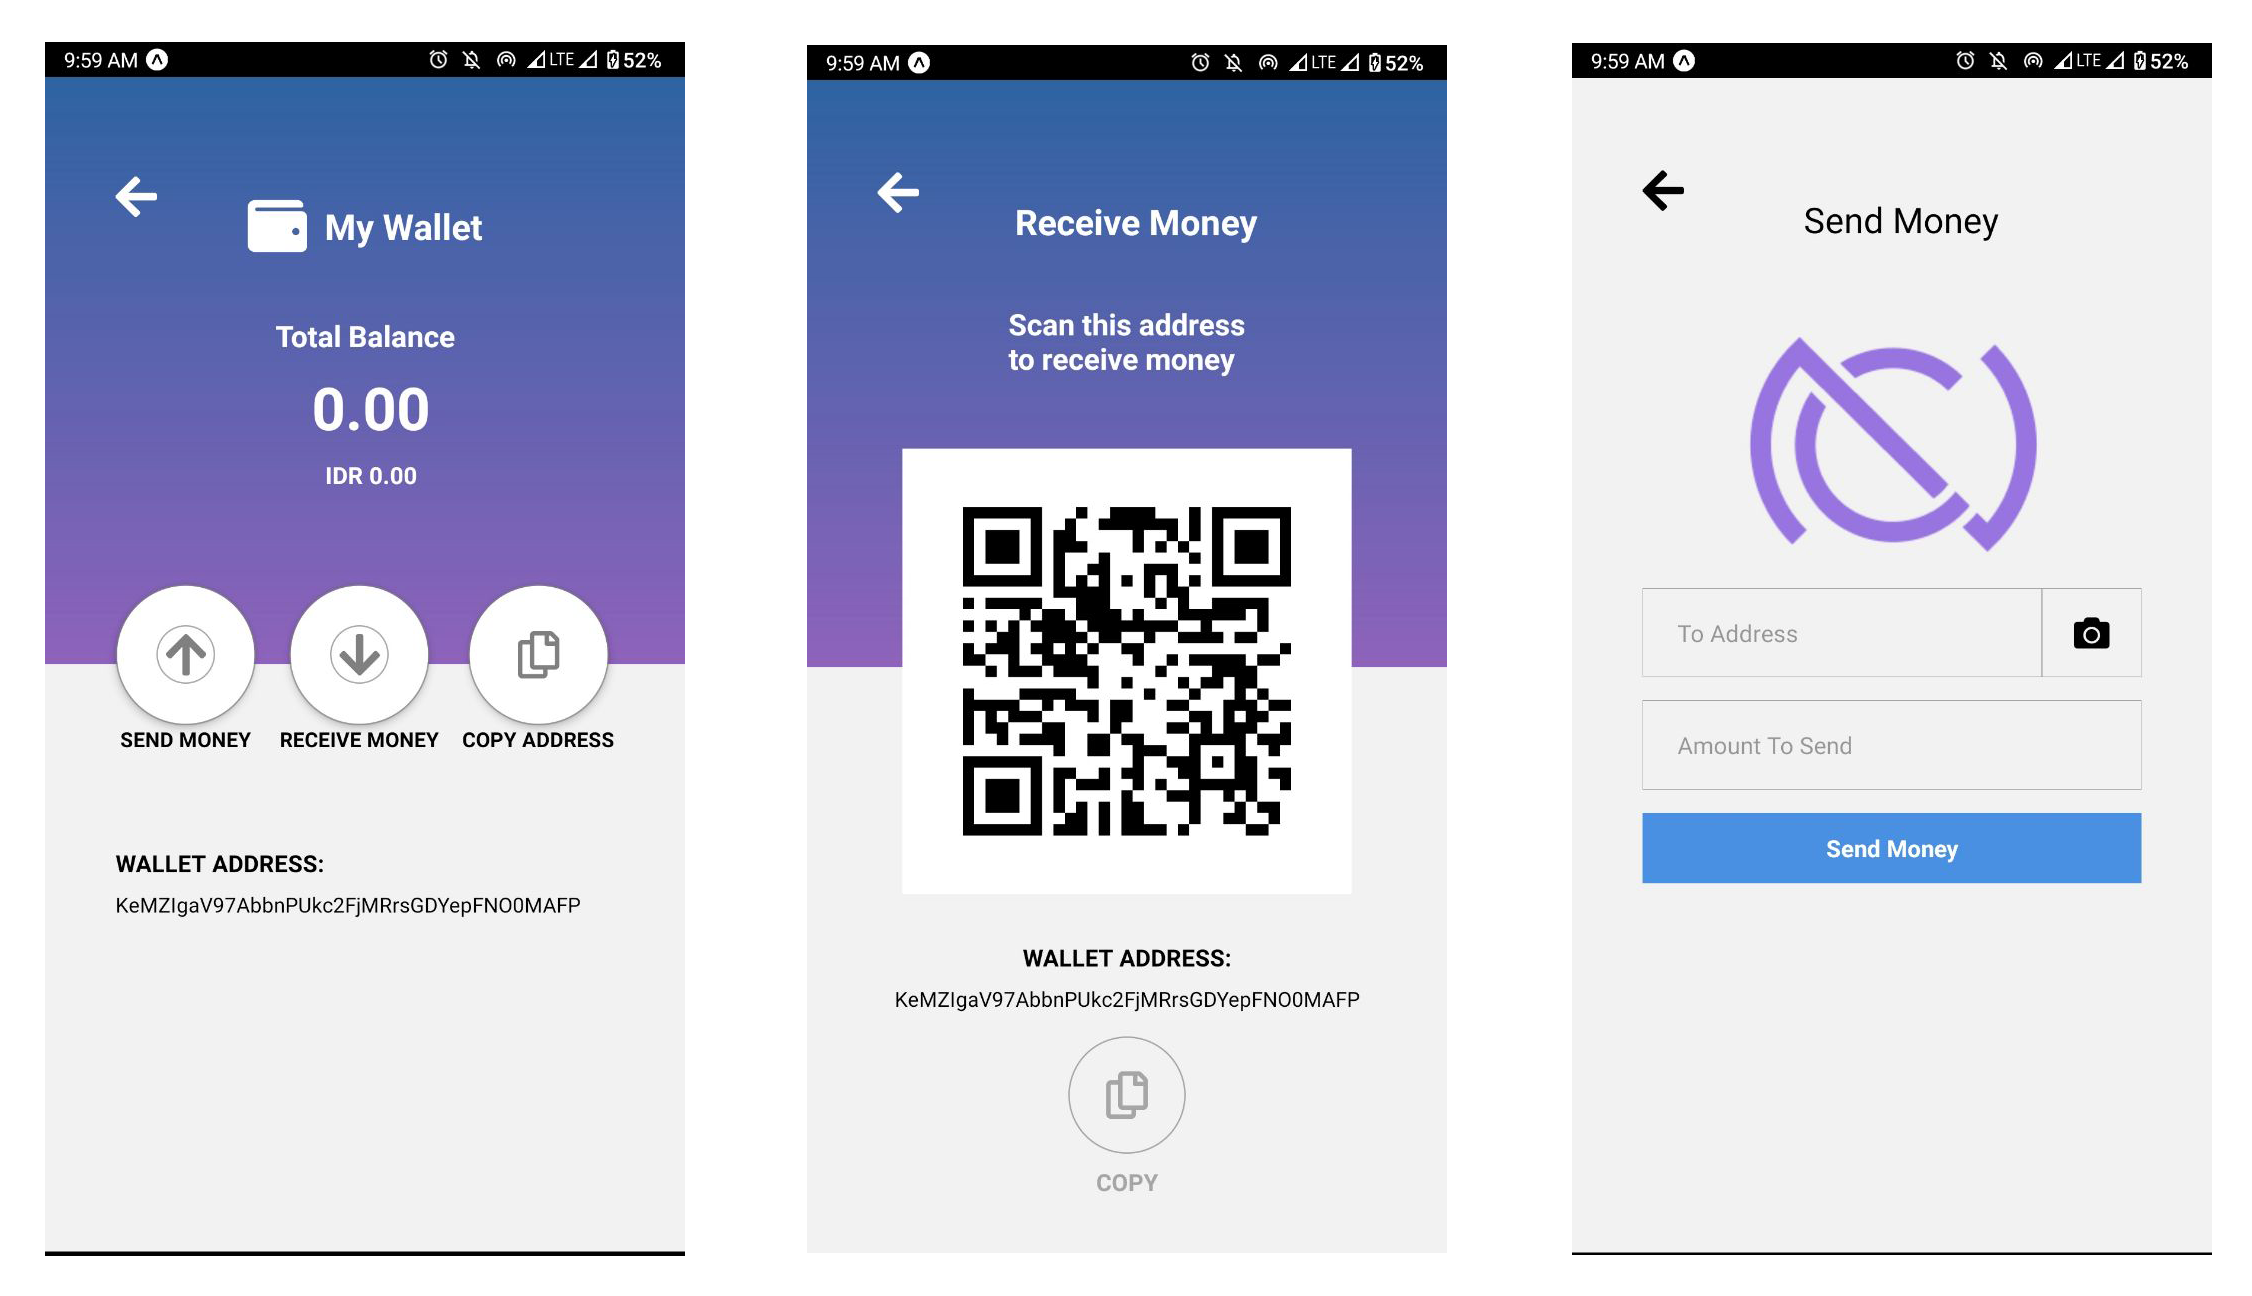 9:59 AM
LTE
52%
My Wallet
Total Balance
0.00
IDR 0.00
SEND MONEY
RECEIVE MONEY
COPY ADDRESS
WALLET ADDRESS:
KeMZIgaV97AbbnPUkc2FjMRrsGDYepFNO0MAFP
9:59 AM
LTE
52%
Receive Money
Scan this address
to receive money
WALLET ADDRESS:
KeMZIgaV97AbbnPUkc2FjMRrsGDYepFNO0MAFP
COPY
9:59 AM
LTE
52%
Send Money
To Address
Amount To Send
Send Money